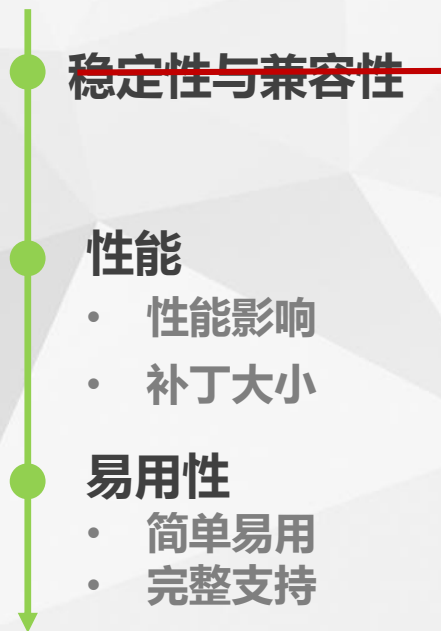 稳定性与兼容性
性能
• 性能影响
• 补丁大小
易用性
• 简单易用
• 完整支持